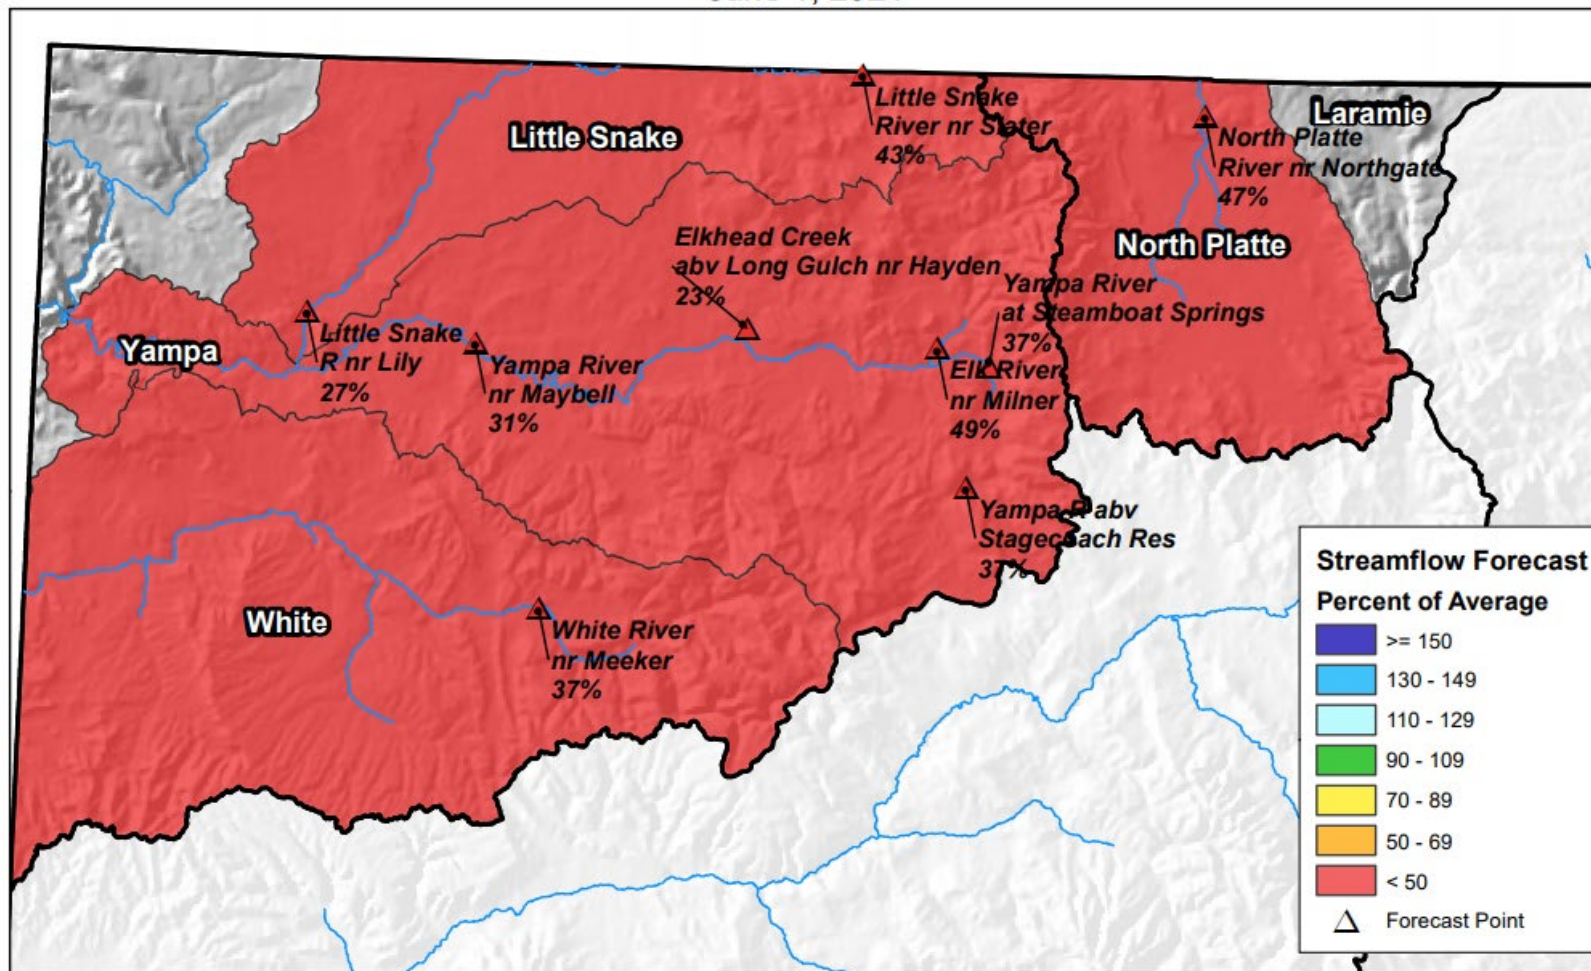 Little Snake
River nr Slater
43%
Laramie
North Platte
River nr Northgate
47%
Little Snake
North Platte
Elkhead Creek
abv Long Gulch nr Hayden
23%
Yampa River
at Steamboat Springs
37%
Yampa
Little Snake
R nr Lily
27%
Yampa River
nr Maybell
31%
Elk River
nr Milner
49%
Yampa R abv
Stagecoach Res
37%
White
White River
nr Meeker
37%
Streamflow Forecast
Percent of Average
>= 150
130 - 149
110 - 129
90 - 109
70 - 89
50 - 69
< 50
Forecast Point